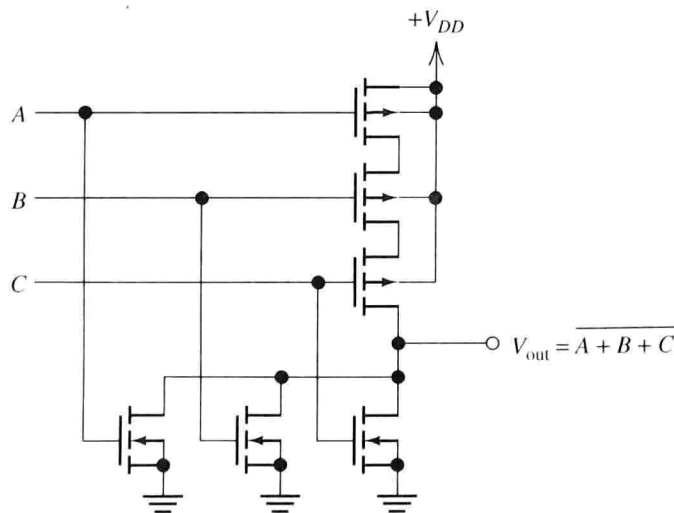 +V_DD
A
B
C
V_out = \overline{A + B + C}